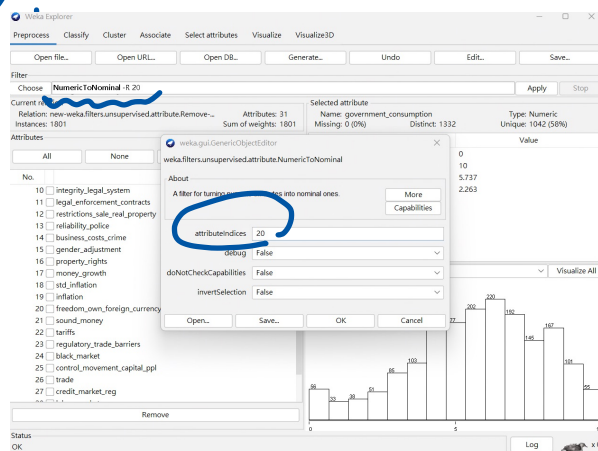 Weka Explorer
Preprocess Classify Cluster Associate Select attributes Visualize Visualize3D
Open file... Open URL... Open DB... Generate... Undo Edit... Save...
Filter
Choose NumericToNominal -R 20 Apply Stop
Relation: new-weka.filters.unsupervised.attribute.Remove-... Attributes: 31
Instances: 1801 Sum of weights: 1801
Selected attribute
Name: government_consumption Type: Numeric
Missing: 0 (0%) Distinct: 1332 Unique: 1042 (58%)
Value
0
10
5.737
2.263
Attributes
All None
No.
10 integrity_legal_system
11 legal_enforcement_contracts
12 restrictions_sale_real_property
13 reliability_police
14 business_costs_crime
15 gender_adjustment
16 property_rights
17 money_growth
18 std_inflation
19 inflation
20 freedom_own_foreign_currency
21 sound_money
22 tariffs
23 regulatory_trade_barriers
24 black_market
25 control_movement_capital_ppl
26 trade
27 credit_market_reg
Remove
weka.gui.GenericObjectEditor
weka.filters.unsupervised.attribute.NumericToNominal
About
A filter for turning into nominal ones.
More
Capabilities
attributeIndices 20
debug False
doNotCheckCapabilities False
invertSelection False
Open... Save... OK Cancel
Visualize All
56 33 39 51 85 103 77 202 220 192 145 167 101 55
0 5
Status
OK
Log